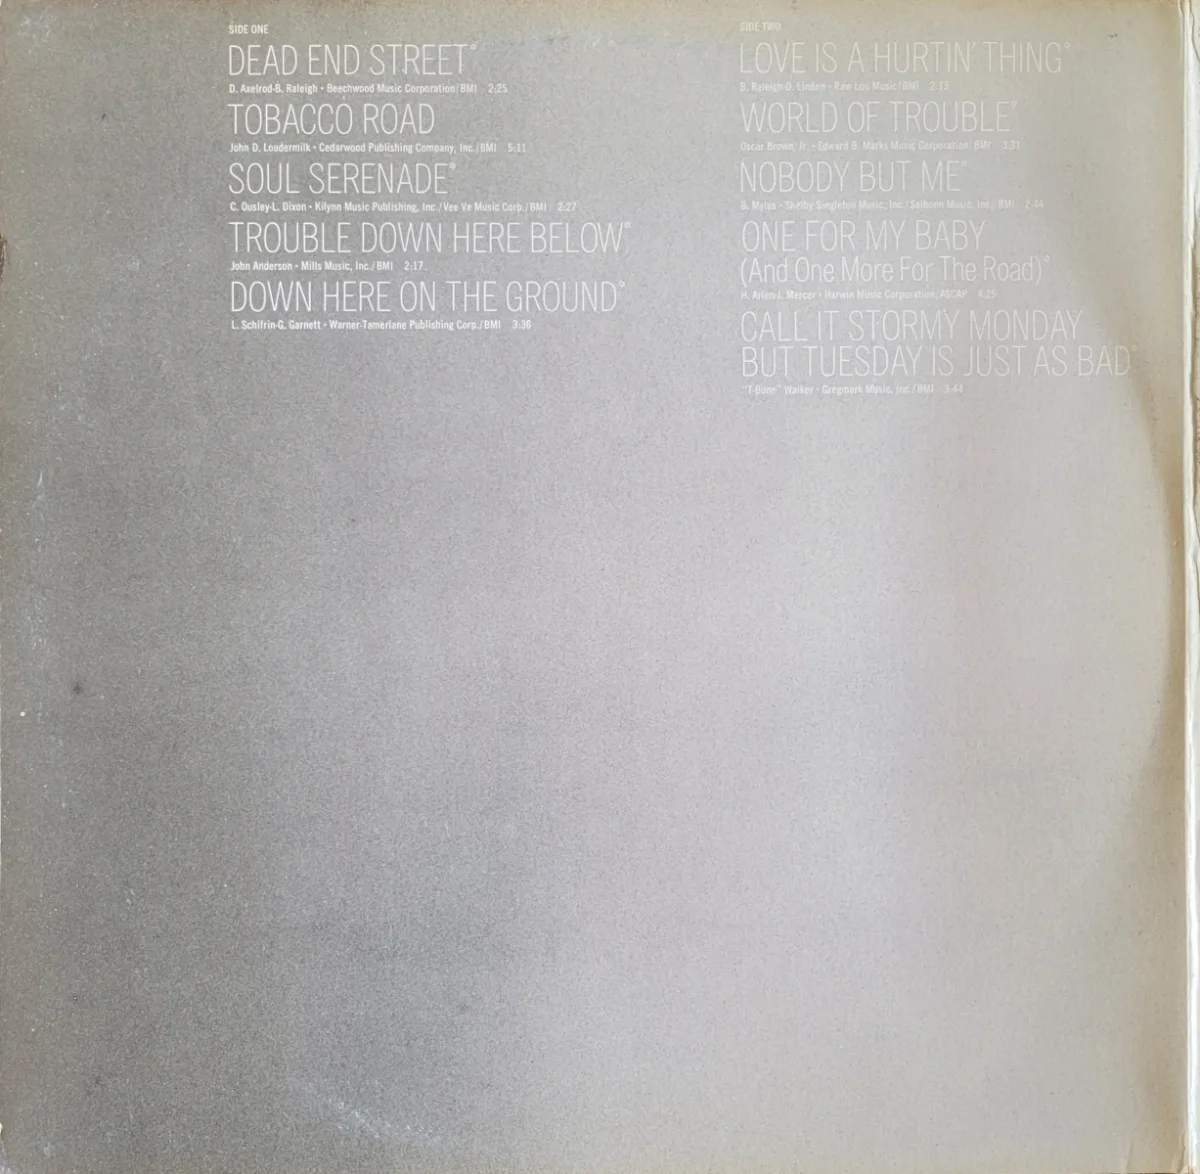 SIDE ONE
DEAD END STREET°
D. Axelrod-B. Raleigh • Beechwood Music Corporation/BMI 2:25
TOBACCO ROAD
John D. Loudermilk • Cedarwood Publishing Company, Inc./BMI 5:11
SOUL SERENADE°
C. Ousley-L. Dixon • Kilynn Music Publishing, Inc./Vee Ve Music Corp./BMI 2:27
TROUBLE DOWN HERE BELOW°
John Anderson • Mills Music, Inc./BMI 2:17
DOWN HERE ON THE GROUND°
L. Schifrin-G. Garnett • Warner-Tamerlane Publishing Corp./BMI 3:36
SIDE TWO
LOVE IS A HURTIN' THING°
B. Raleigh-D. Linden • Raw Lou Music/BMI 2:13
WORLD OF TROUBLE°
Oscar Brown, Jr. • Edward B. Marks Music Corporation/BMI 3:31
NOBODY BUT ME°
B. Myles • Shelby Singleton Music, Inc./Salhorn Music, Inc./BMI 2:44
ONE FOR MY BABY
(And One More For The Road)°
H. Arlen-J. Mercer • Harwin Music Corporation/ASCAP 4:25
CALL IT STORMY MONDAY
BUT TUESDAY IS JUST AS BAD°
"T-Bone" Walker • Gregmark Music, Inc./BMI 3:44